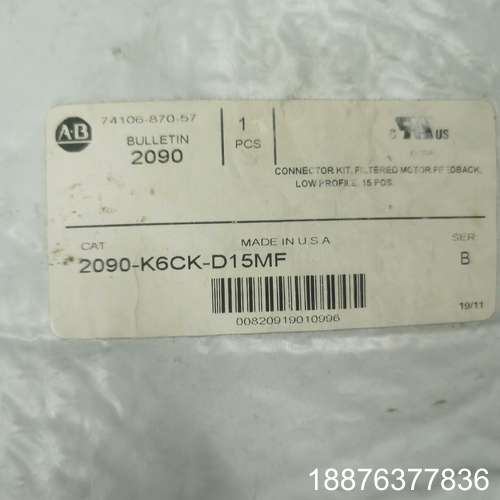 A-B
74106-870-57
BULLETIN
2090
1
PCS
C US
CONNECTOR KIT, FILTERED MOTOR FEEDBACK,
LOW PROFILE, 15 POS.
CAT
MADE IN U.S.A
SER.
2090-K6CK-D15MF
B
00820919010996
19/11
18876377836